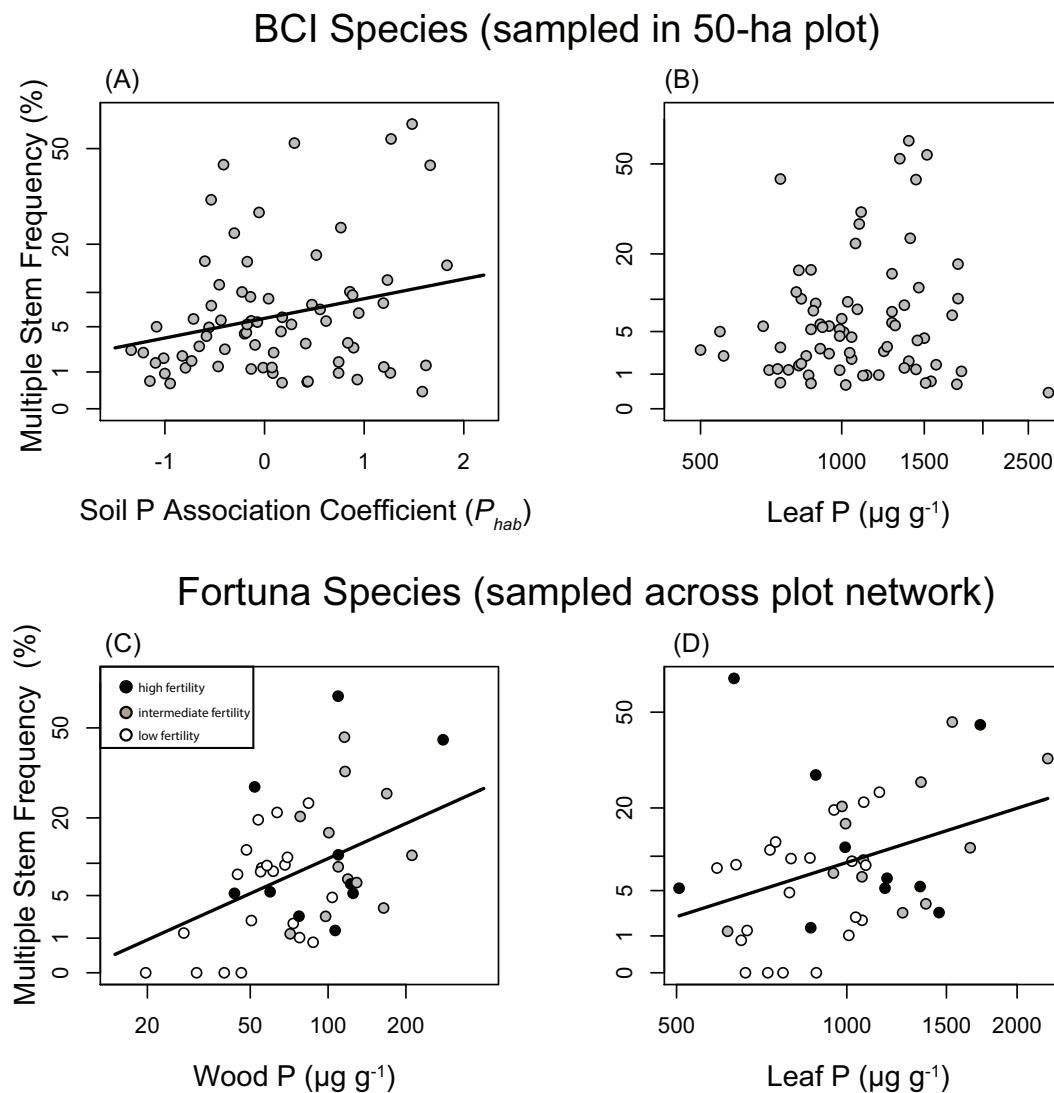 BCI Species (sampled in 50-ha plot)
(A)
(B)
Multiple Stem Frequency (%)
50
20
5
1
0
-1 0 1 2
Soil P Association Coefficient (P_hab)
50
20
5
1
0
500 1000 1500 2500
Leaf P (µg g⁻¹)
Fortuna Species (sampled across plot network)
(C)
(D)
Multiple Stem Frequency (%)
high fertility
intermediate fertility
low fertility
50
20
5
1
0
20 50 100 200
Wood P (µg g⁻¹)
50
20
5
1
0
500 1000 1500 2000
Leaf P (µg g⁻¹)